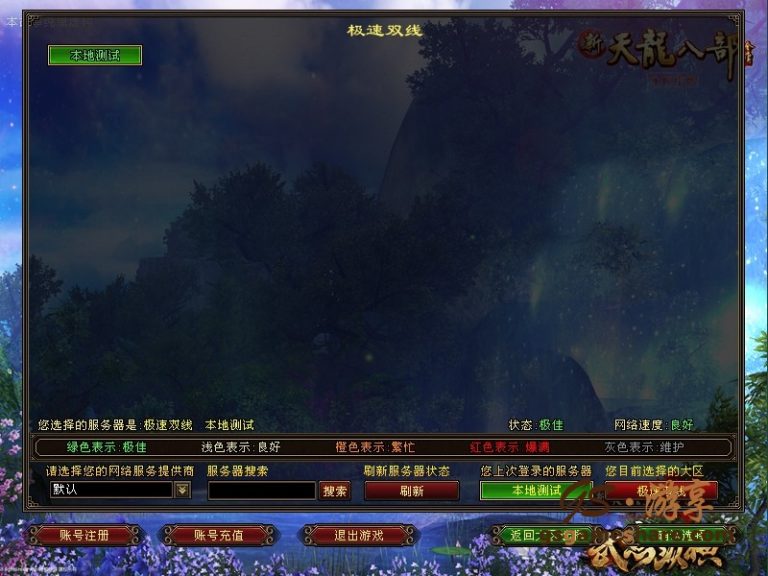 极速双线
本地测试
新天龍八部
您选择的服务器是:极速双线 本地测试 状态:极佳 网络速度:良好
绿色表示:极佳 浅色表示:良好 橙色表示:繁忙 红色表示:爆满 灰色表示:维护
请选择您的网络服务提供商 服务器搜索 刷新服务器状态 您上次登录的服务器 您目前选择的大区
默认 搜索 刷新 本地测试 极速
游享
账号注册 账号充值 退出游戏 返回